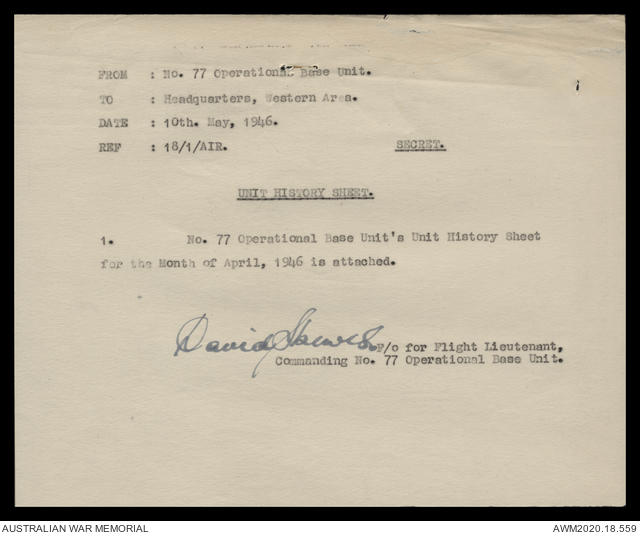 FROM : No. 77 Operational Base Unit.
TO : Headquarters, Western Area.
DATE : 10th. May, 1946.
REF : 18/1/AIR. SECRET.
UNIT HISTORY SHEET.
1. No. 77 Operational Base Unit's Unit History Sheet
for the Month of April, 1946 is attached.
David F/o for Flight Lieutenant,
Commanding No. 77 Operational Base Unit.
AUSTRALIAN WAR MEMORIAL AWM2020.18.559